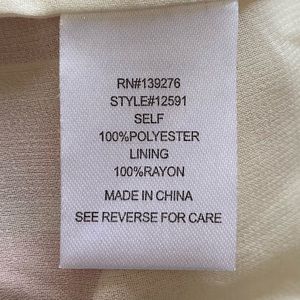 RN#139276
STYLE#12591
SELF
100%POLYESTER
LINING
100%RAYON
MADE IN CHINA
SEE REVERSE FOR CARE